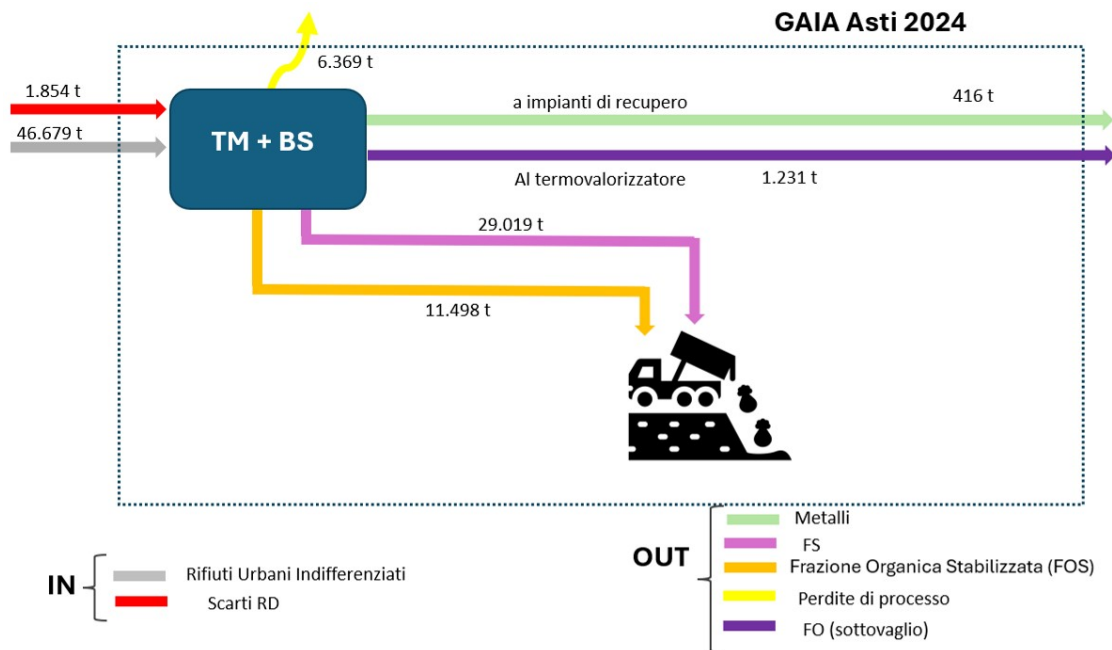 GAIA Asti 2024
6.369 t
1.854 t
a impianti di recupero
416 t
46.679 t
TM + BS
Al termovalorizzatore
1.231 t
29.019 t
11.498 t
IN
Rifiuti Urbani Indifferenziati
Scarti RD
OUT
Metalli
FS
Frazione Organica Stabilizzata (FOS)
Perdite di processo
FO (sottovaglio)